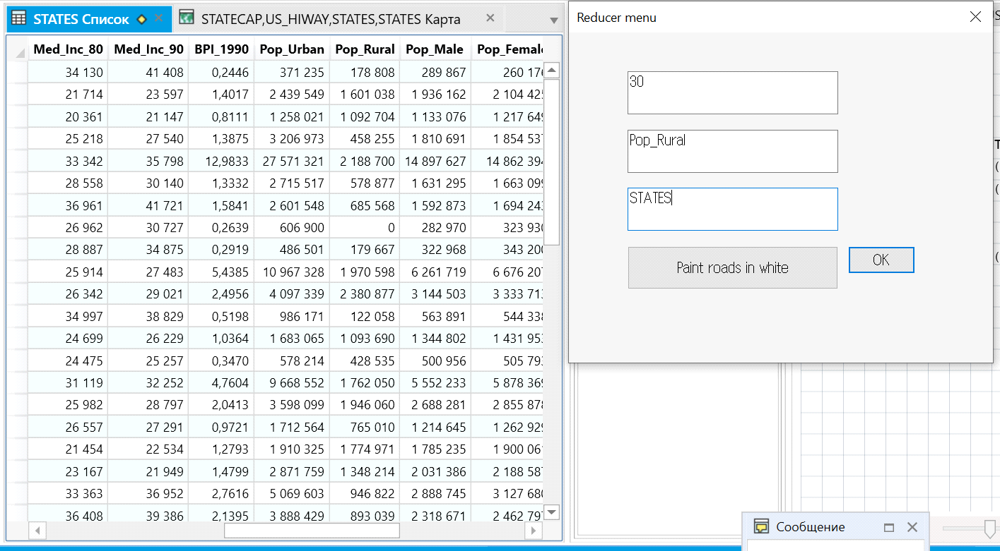 STATES Список
STATECAP,US_HIWAY,STATES,STATES Карта
Med_Inc_80 Med_Inc_90 BPI_1990 Pop_Urban Pop_Rural Pop_Male Pop_Female
34 130 41 408 0,2446 371 235 178 808 289 867 260 176
21 714 23 597 1,4017 2 439 549 1 601 038 1 936 162 2 104 425
20 361 21 147 0,8111 1 258 021 1 092 704 1 133 076 1 217 649
25 218 27 540 1,3875 3 206 973 458 255 1 810 691 1 854 537
33 342 35 798 12,9833 27 571 321 2 188 700 14 897 627 14 862 394
28 558 30 140 1,3332 2 715 517 578 877 1 631 295 1 663 099
36 961 41 721 1,5841 2 601 548 685 568 1 592 873 1 694 243
26 962 30 727 0,2639 606 900 0 282 970 323 930
28 887 34 875 0,2919 486 501 179 667 322 968 343 200
25 914 27 483 5,4385 10 967 328 1 970 598 6 261 719 6 676 207
26 342 29 021 2,4956 4 097 339 2 380 877 3 144 503 3 333 713
34 997 38 829 0,5198 986 171 122 058 563 891 544 338
24 699 26 229 1,0364 1 683 065 1 093 690 1 344 802 1 431 953
24 475 25 257 0,3470 578 214 428 535 500 956 505 793
31 119 32 252 4,7604 9 668 552 1 762 050 5 552 233 5 878 369
25 982 28 797 2,0413 3 598 099 1 946 060 2 688 281 2 855 878
26 557 27 291 0,9721 1 712 564 765 010 1 214 645 1 262 929
21 454 22 534 1,2793 1 910 325 1 774 971 1 785 235 1 900 061
23 167 21 949 1,4799 2 871 759 1 348 214 2 031 386 2 188 587
33 363 36 952 2,7616 5 069 603 946 822 2 888 745 3 127 680
36 408 39 386 2,1395 3 888 429 893 039 2 318 671 2 462 797
Reducer menu
30
Pop_Rural
STATES
Paint roads in white
OK
Сообщение